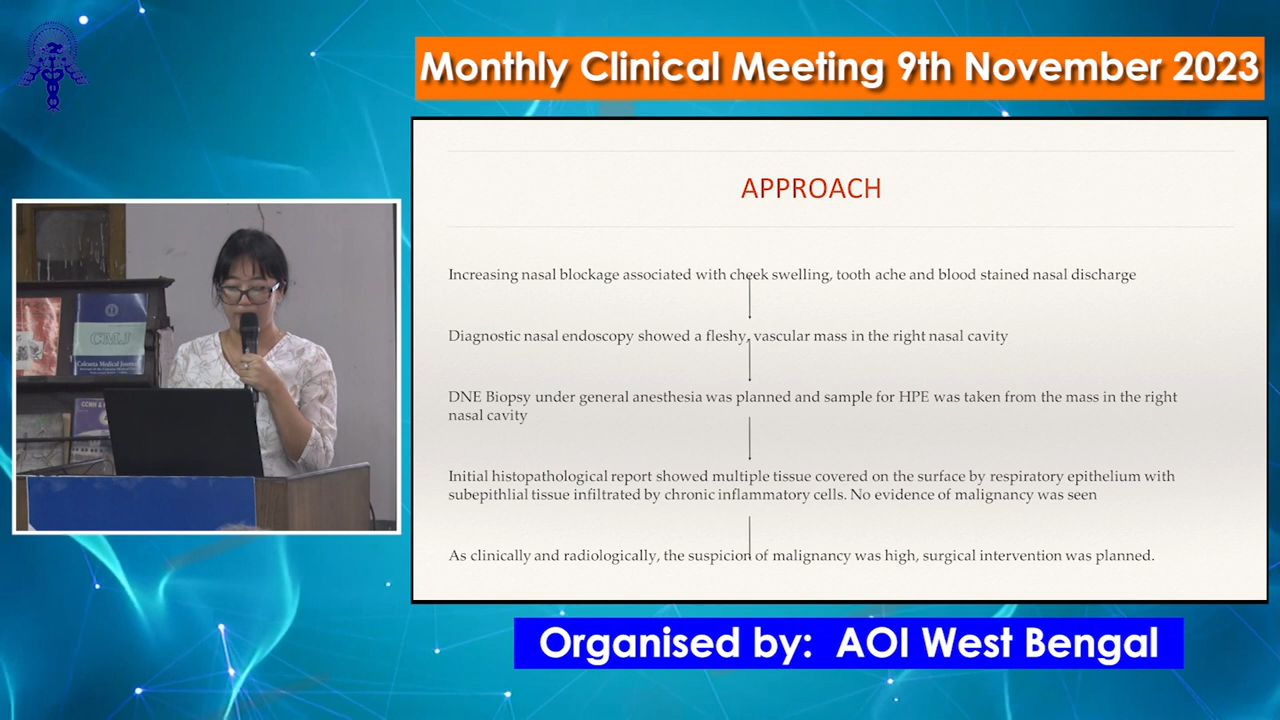 Monthly Clinical Meeting 9th November 2023
APPROACH
Increasing nasal blockage associated with cheek swelling, tooth ache and blood stained nasal discharge
Diagnostic nasal endoscopy showed a fleshy, vascular mass in the right nasal cavity
DNE Biopsy under general anesthesia was planned and sample for HPE was taken from the mass in the right
nasal cavity
Initial histopathological report showed multiple tissue covered on the surface by respiratory epithelium with
subepithlial tissue infiltrated by chronic inflammatory cells. No evidence of malignancy was seen
As clinically and radiologically, the suspicion of malignancy was high, surgical intervention was planned.
CMJ
Calcutta Medical Journal
Organised by: AOI West Bengal